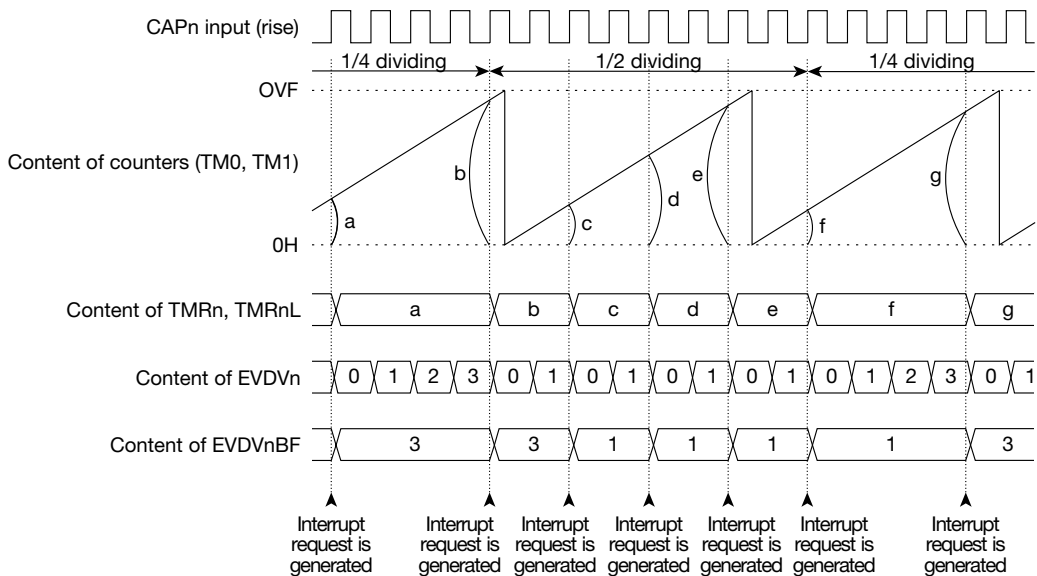 CAPn input (rise)
1/4 dividing 1/2 dividing 1/4 dividing
OVF
Content of counters (TM0, TM1)
a b c d e f g
0H
Content of TMRn, TMRnL a b c d e f g
Content of EVDVn 0 1 2 3 0 1 0 1 0 1 0 1 0 1 2 3 0 1
Content of EVDVnBF 3 3 1 1 1 1 3
Interrupt request is generated
Interrupt request is generated
Interrupt request is generated
Interrupt request is generated
Interrupt request is generated
Interrupt request is generated
Interrupt request is generated